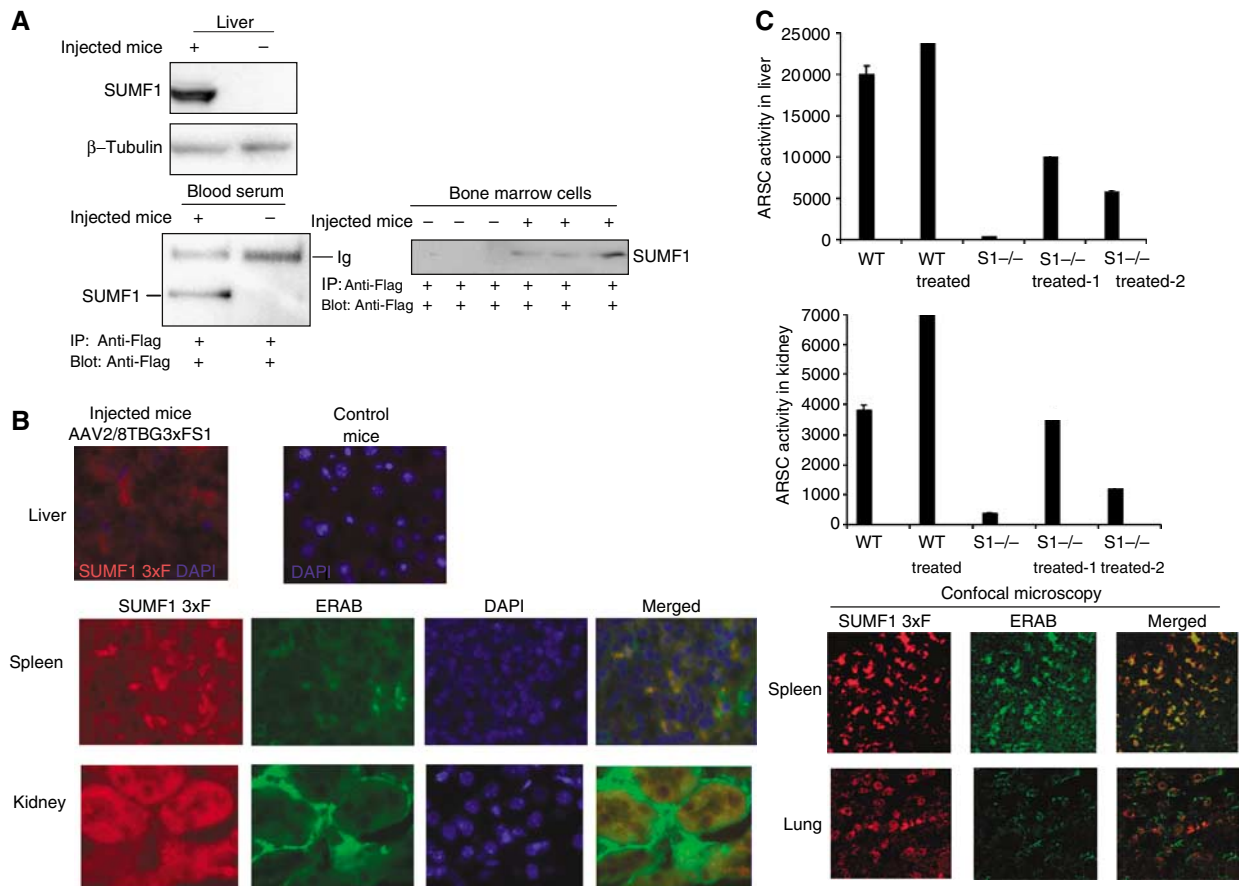 A
Liver
Injected mice + −
SUMF1
β–Tubulin
Blood serum
Injected mice + −
Ig
SUMF1
IP: Anti-Flag + +
Blot: Anti-Flag + +
Bone marrow cells
Injected mice − − − + + +
SUMF1
IP: Anti-Flag + + + + + +
Blot: Anti-Flag + + + + + +
B
Injected mice
AAV2/8TBG3xFS1
Control
mice
Liver
SUMF1 3xF DAPI
DAPI
SUMF1 3xF ERAB DAPI Merged
Spleen
Kidney
C
ARSC activity in liver
25000
20000
15000
10000
5000
0
WT WT S1−/− S1−/− S1−/−
treated treated-1 treated-2
ARSC activity in kidney
7000
6000
5000
4000
3000
2000
1000
0
WT WT S1−/− S1−/− S1−/−
treated treated-1 treated-2
Confocal microscopy
SUMF1 3xF ERAB Merged
Spleen
Lung